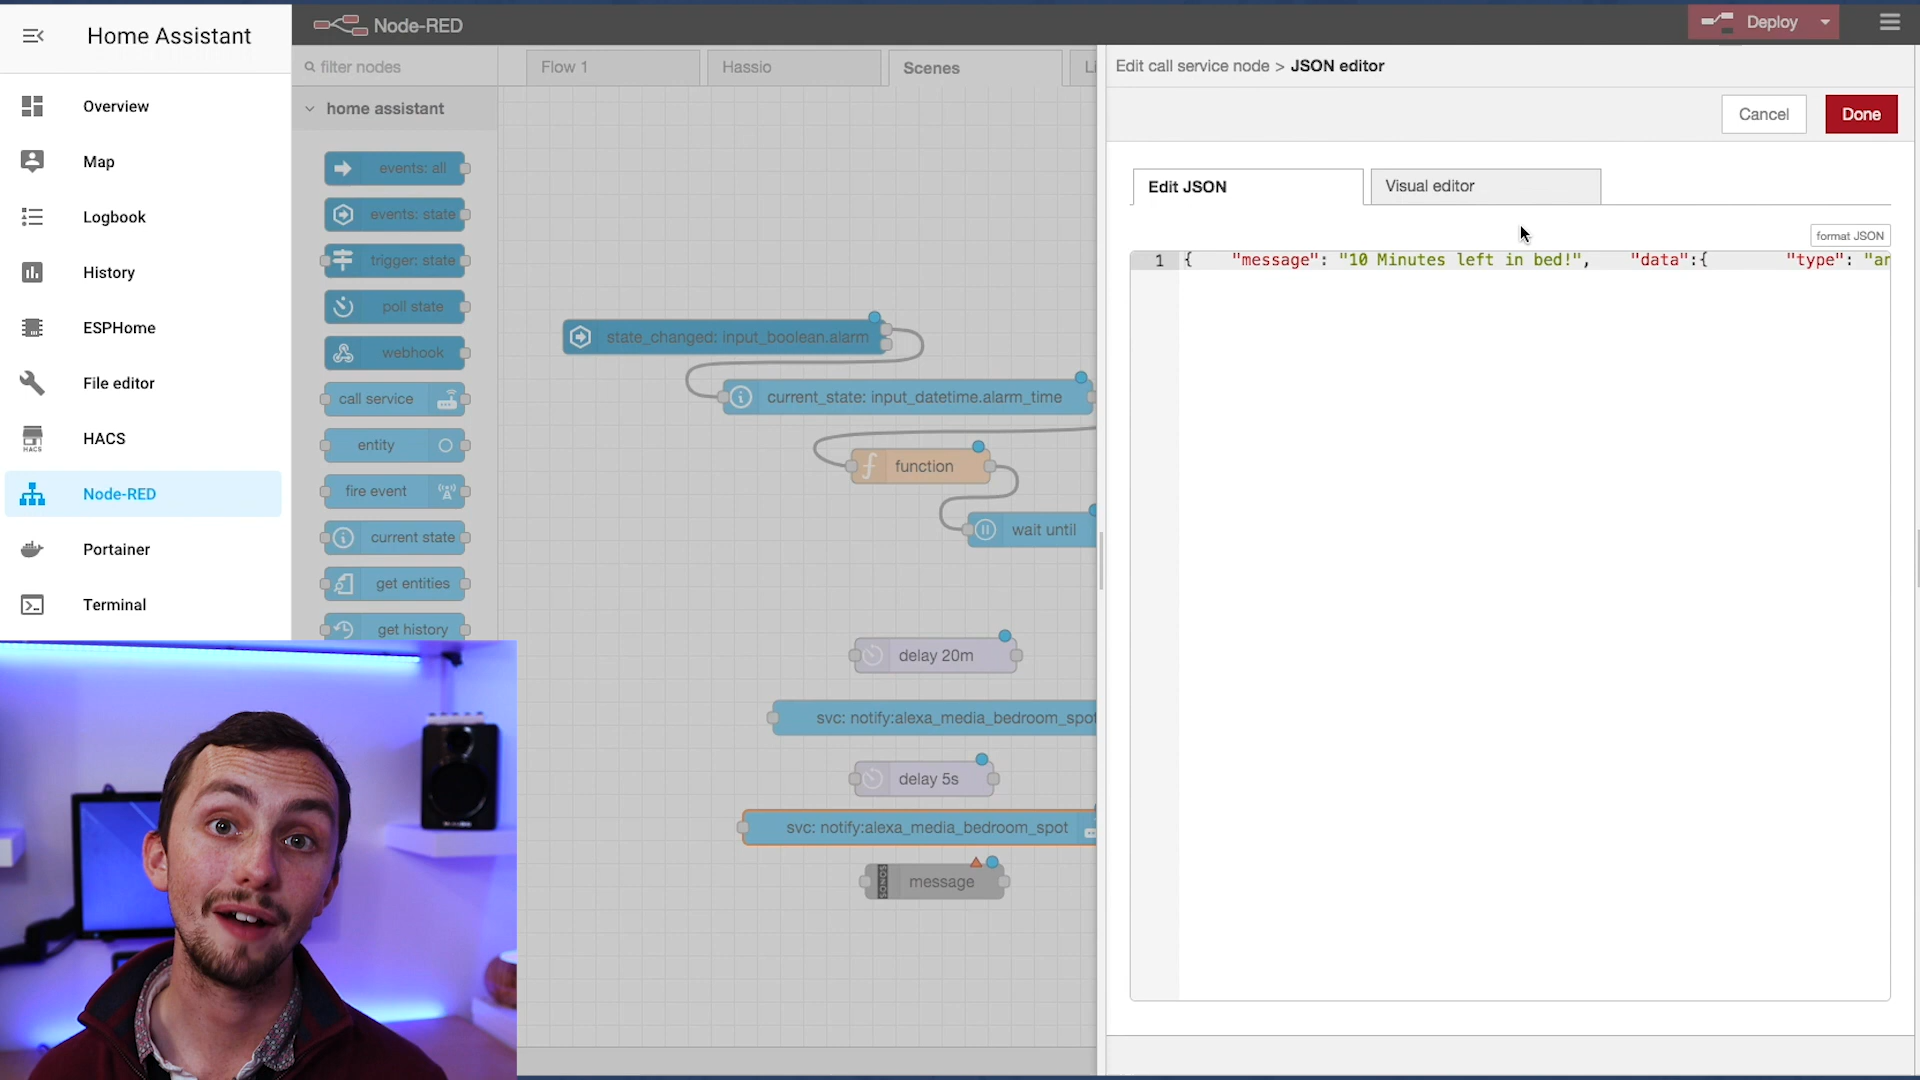 Home Assistant
Overview
Map
Logbook
History
ESPHome
File editor
HACS
HACS
Node-RED
Portainer
Terminal
Node-RED
Deploy
filter nodes
home assistant
events: all
events: state
trigger: state
poll state
webhook
call service
entity
fire event
current state
get entities
get history
Flow 1
Hassio
Scenes
Li
state_changed: input_boolean.alarm
current_state: input_datetime.alarm_time
function
wait until
delay 20m
svc: notify:alexa_media_bedroom_spot
delay 5s
svc: notify:alexa_media_bedroom_spot
SONOS
message
Edit call service node > JSON editor
Cancel
Done
Edit JSON
Visual editor
format JSON
1 { "message": "10 Minutes left in bed!", "data":{ "type": "an